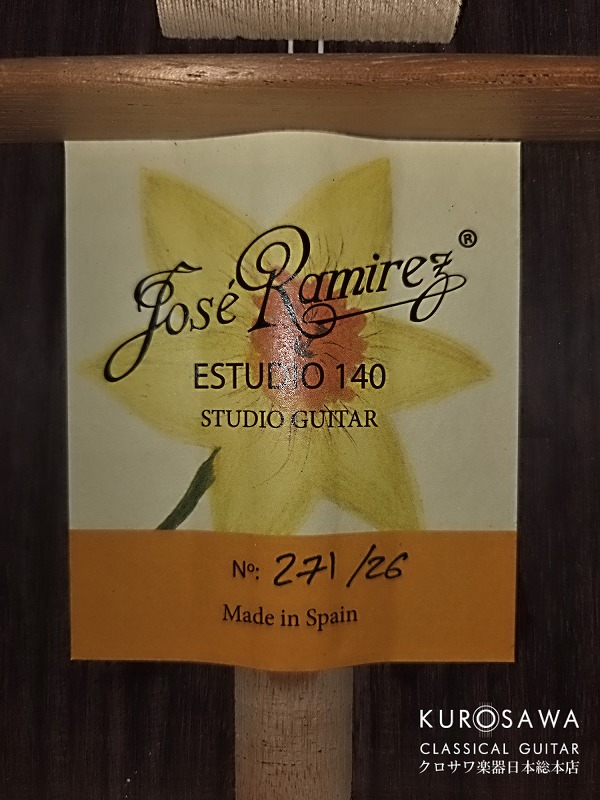 José Ramirez®
ESTUDIO 140
STUDIO GUITAR
Nº: 271/26
Made in Spain
KUROSAWA
CLASSICAL GUITAR
クロサワ楽器日本総本店